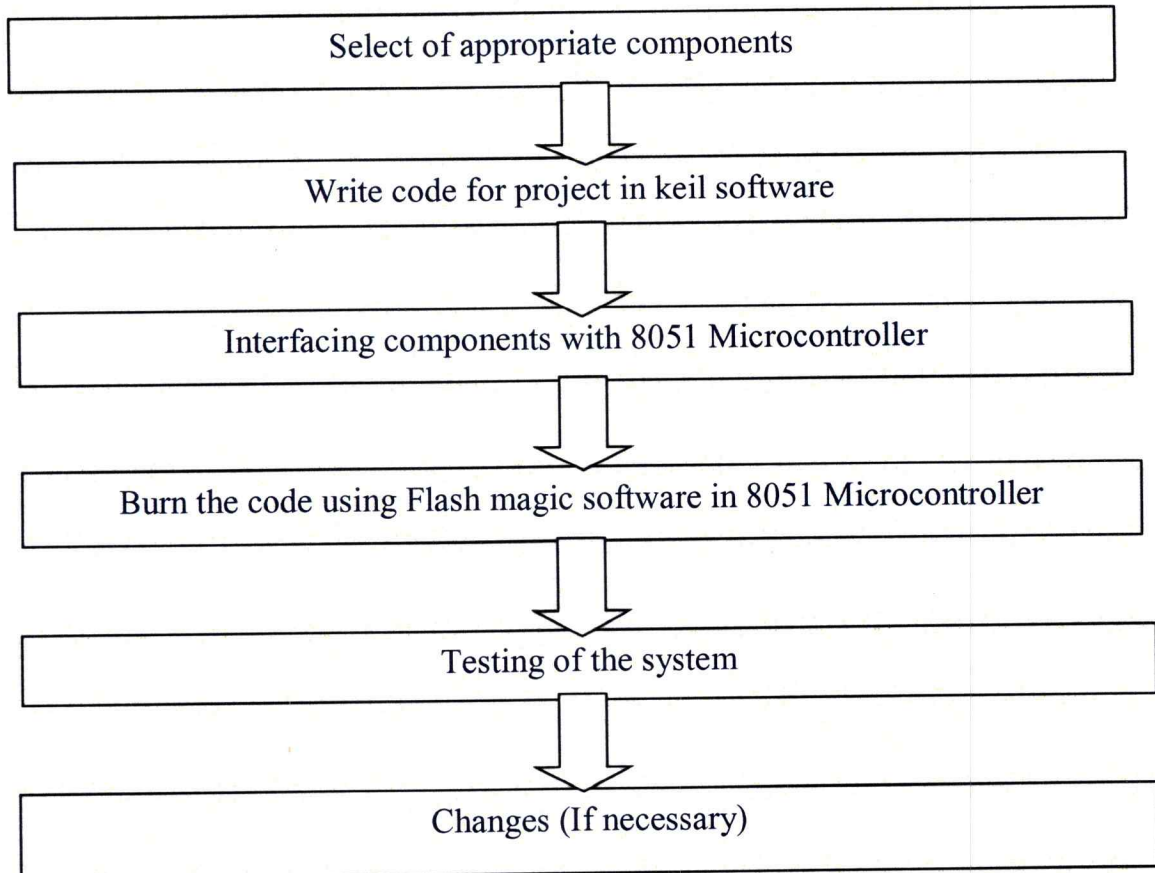 Select of appropriate components
Write code for project in keil software
Interfacing components with 8051 Microcontroller
Burn the code using Flash magic software in 8051 Microcontroller
Testing of the system
Changes (If necessary)